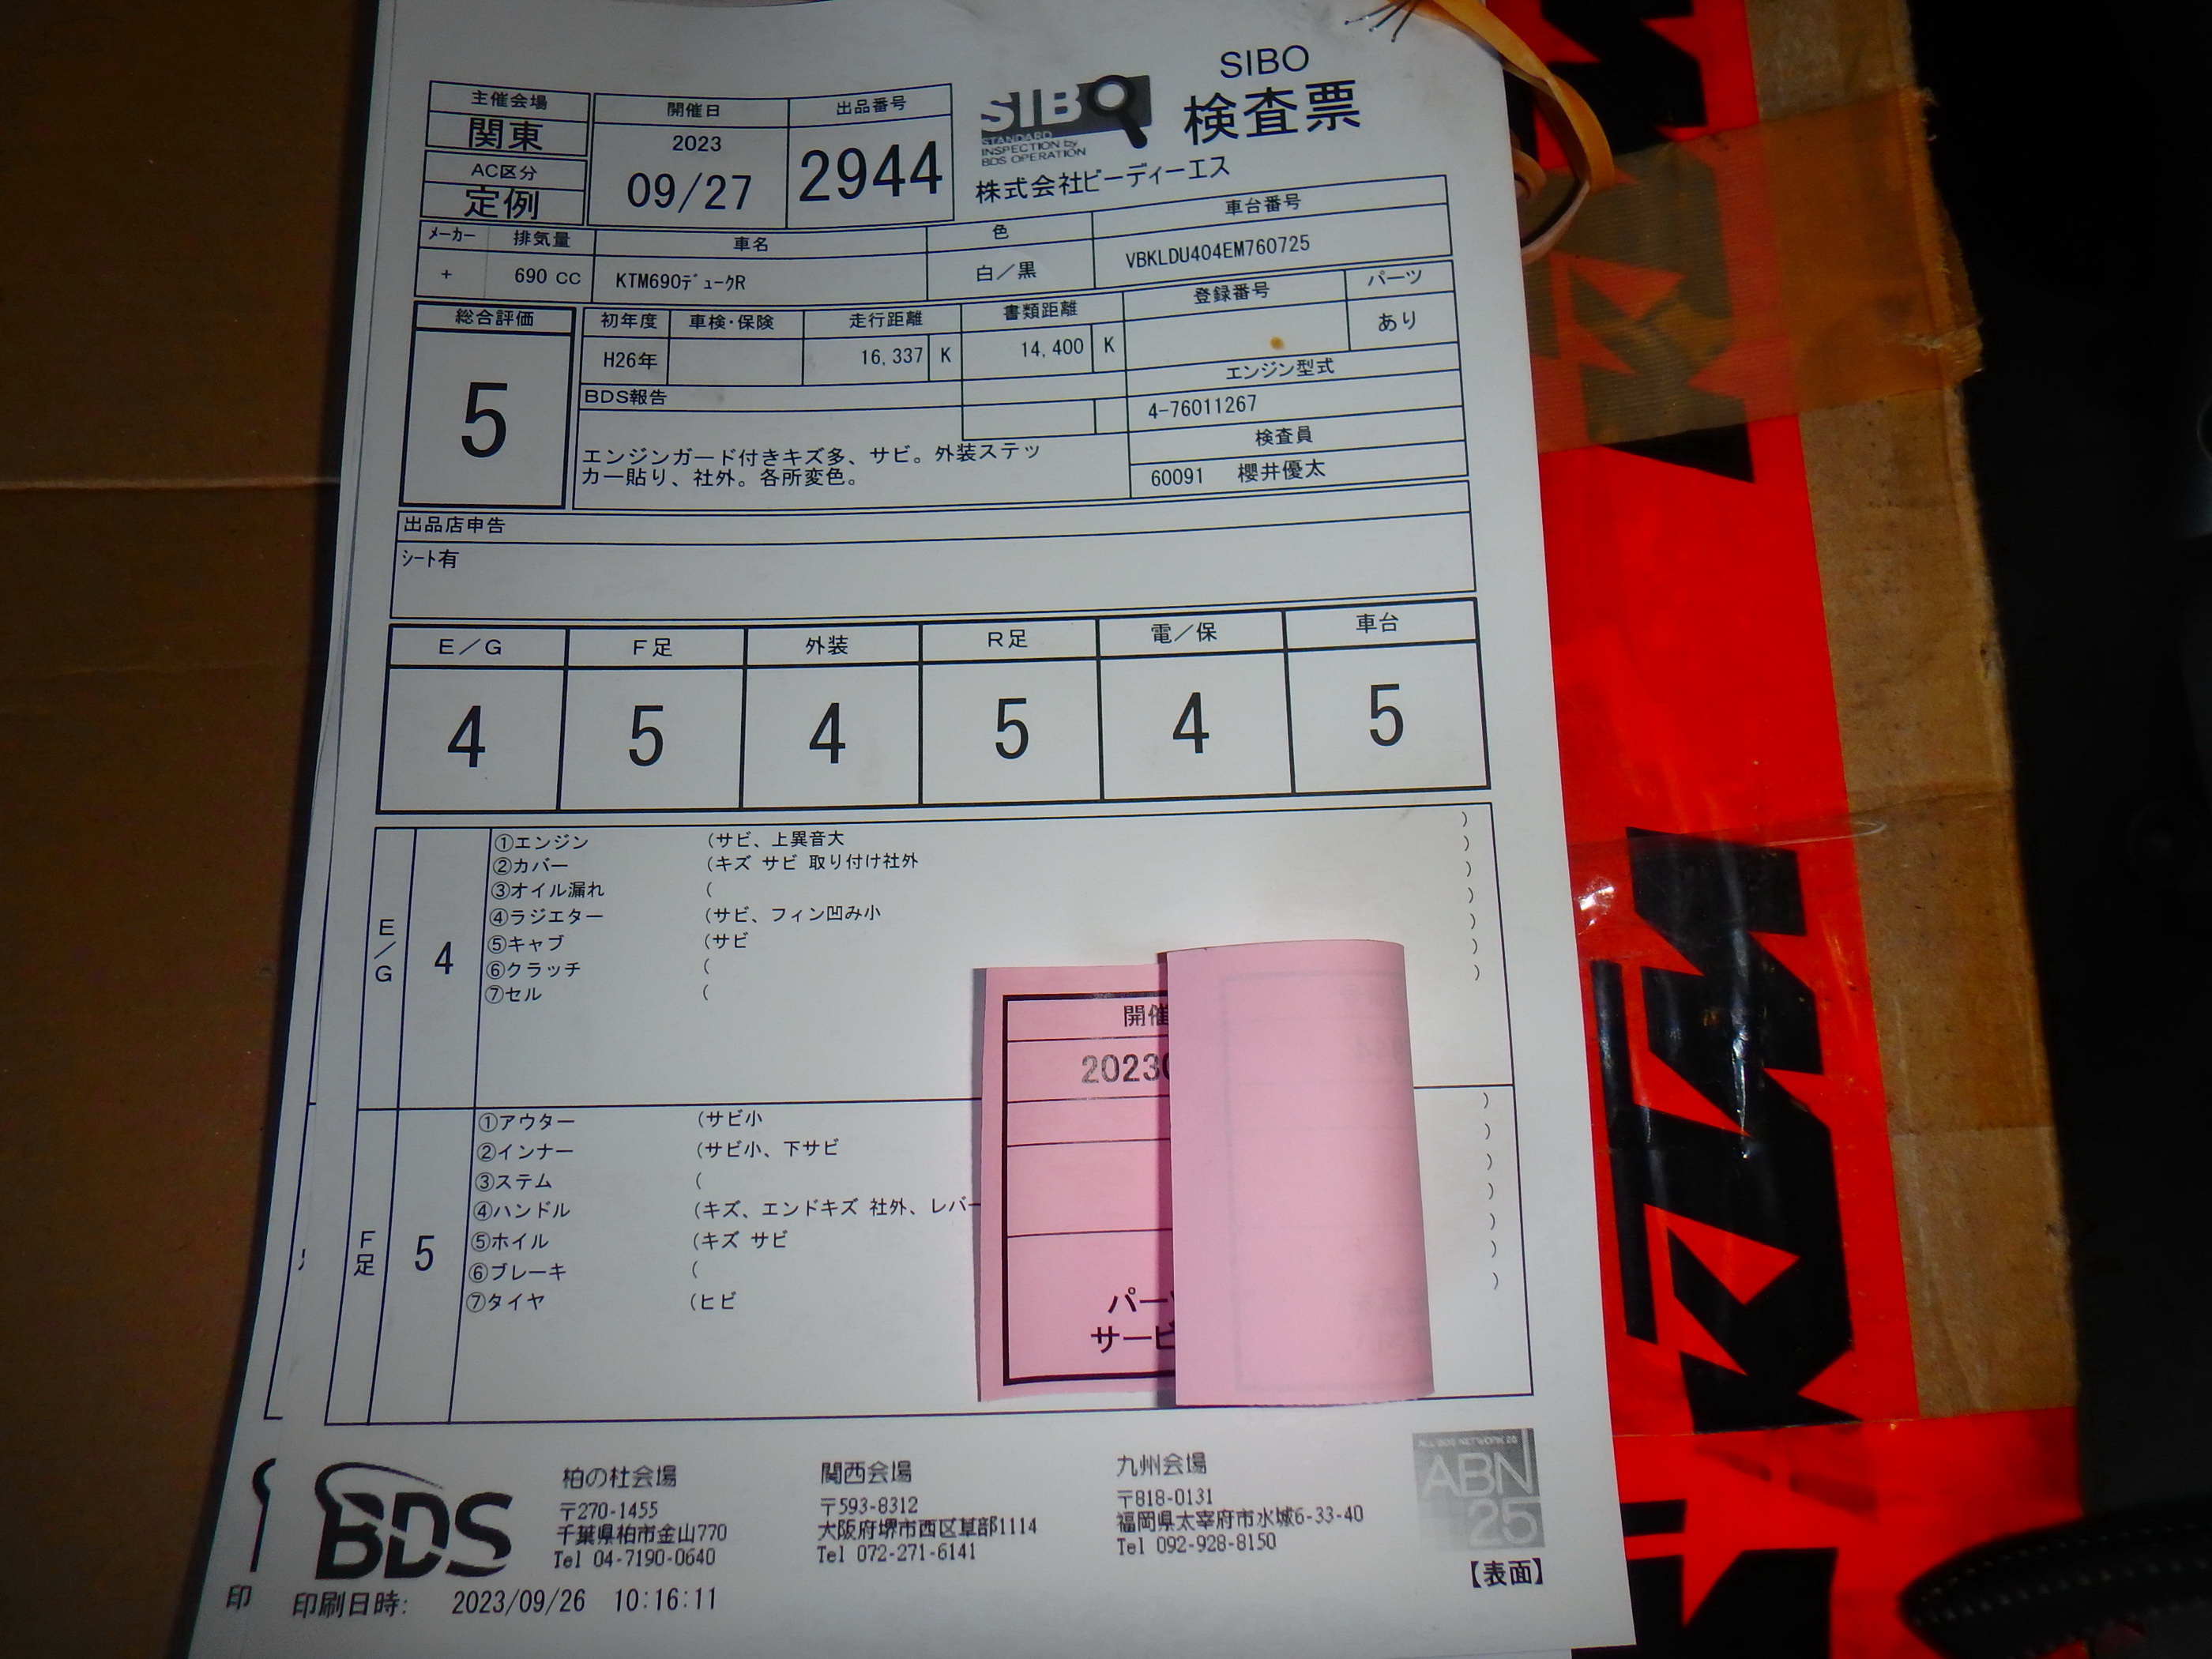 主催会場
関東
AC区分
定例
開催日
2023
09/27
出品番号
2944
SIBO
STANDARD
INSPECTION by
BDS OPERATION
SIBO
検査票
株式会社ビーディーエス
メーカー 排気量 車名 色 車台番号
+ 690 CC KTM690デュークR 白/黒 VBKLDU404EM760725
総合評価
5
初年度 車検・保険 走行距離 書類距離 登録番号 パーツ
H26年 16,337 K 14,400 K あり
BDS報告
エンジンガード付きキズ多、サビ。外装ステッ
カー貼り、社外。各所変色。
エンジン型式
4-76011267
検査員
60091 櫻井優太
出品店申告
シート有
E/G F足 外装 R足 電/保 車台
4 5 4 5 4 5
E/G
4
①エンジン (サビ、上異音大 )
②カバー (キズ サビ 取り付け社外 )
③オイル漏れ ( )
④ラジエター (サビ、フィン凹み小 )
⑤キャブ (サビ )
⑥クラッチ ( )
⑦セル ( )
F足
5
①アウター (サビ小 )
②インナー (サビ小、下サビ )
③ステム ( )
④ハンドル (キズ、エンドキズ 社外、レバー )
⑤ホイル (キズ サビ )
⑥ブレーキ ( )
⑦タイヤ (ヒビ )
開催
2023
パー
サービ
BDS
柏の杜会場
〒270-1455
千葉県柏市金山770
Tel 04-7190-0640
関西会場
〒593-8312
大阪府堺市西区草部1114
Tel 072-271-6141
九州会場
〒818-0131
福岡県太宰府市水城6-33-40
Tel 092-928-8150
ALL BDS NETWORK 25
ABN
25
【表面】
印
印刷日時: 2023/09/26 10:16:11
KTM